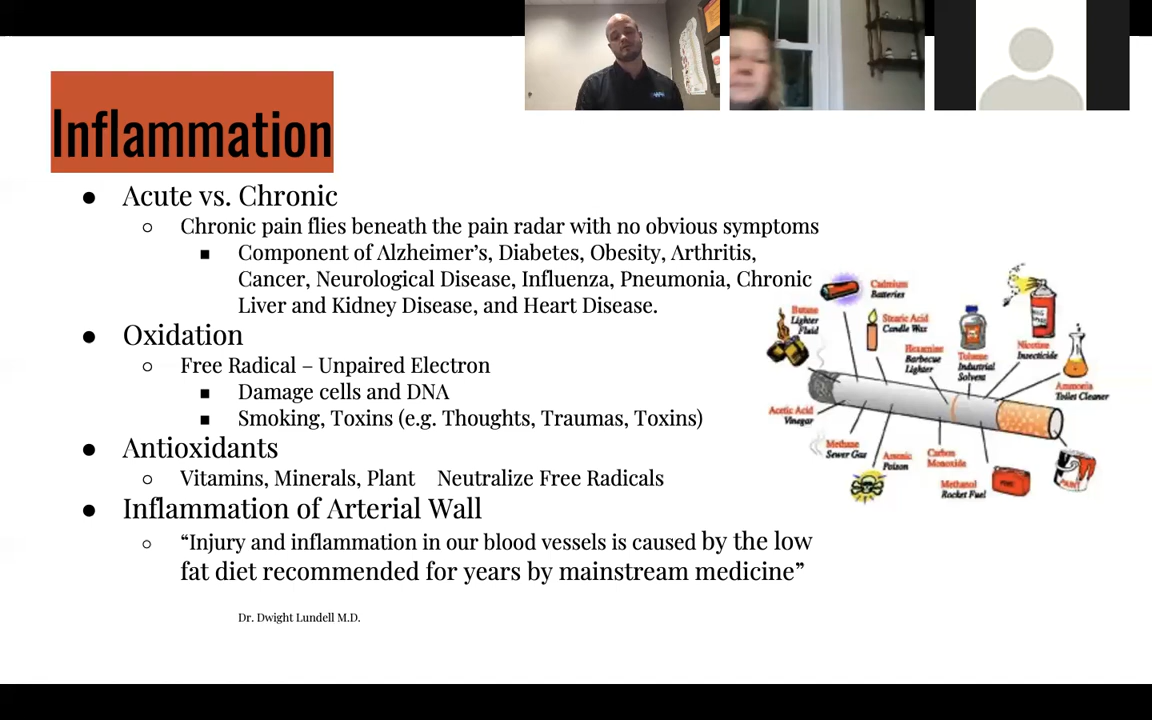 Inflammation
● Acute vs. Chronic
○ Chronic pain flies beneath the pain radar with no obvious symptoms
■ Component of Alzheimer's, Diabetes, Obesity, Arthritis,
Cancer, Neurological Disease, Influenza, Pneumonia, Chronic
Liver and Kidney Disease, and Heart Disease.
● Oxidation
○ Free Radical – Unpaired Electron
■ Damage cells and DNA
■ Smoking, Toxins (e.g. Thoughts, Traumas, Toxins)
● Antioxidants
○ Vitamins, Minerals, Plant Neutralize Free Radicals
● Inflammation of Arterial Wall
○ “Injury and inflammation in our blood vessels is caused by the low
fat diet recommended for years by mainstream medicine”
Dr. Dwight Lundell M.D.
Cadmium
Batteries
Butane
Lighter
Fluid
Stearic Acid
Candle Wax
Hexamine
Barbecue
Lighter
Toluene
Industrial
Solvent
Nicotine
Insecticide
Ammonia
Toilet Cleaner
Acetic Acid
Vinegar
Methane
Sewer Gas
Arsenic
Poison
Carbon
Monoxide
Methanol
Rocket Fuel
PAINT